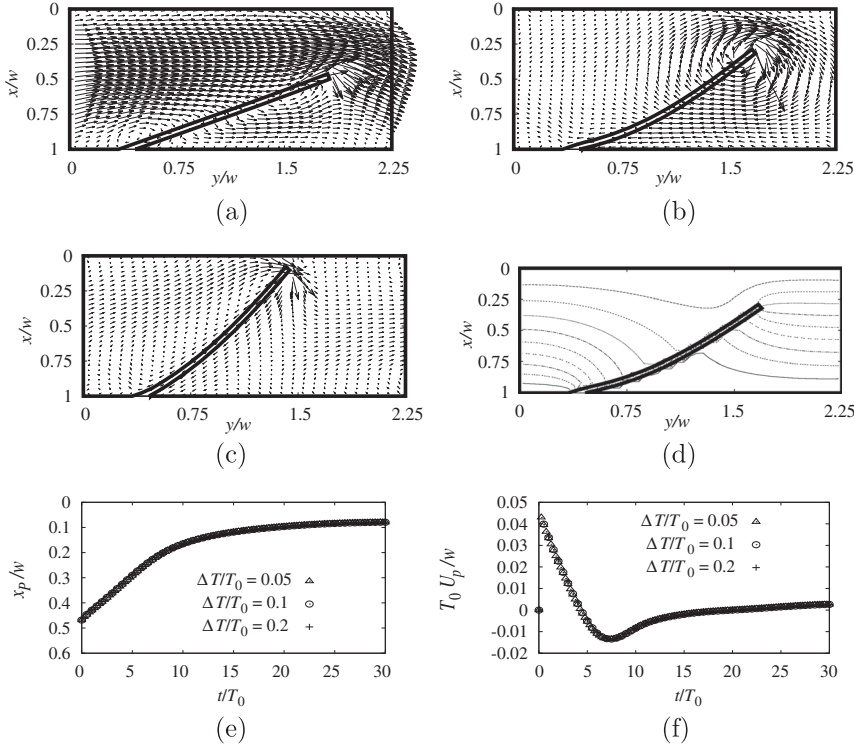 0
0.25
0.5
0.75
1
x/w
0 0.75 1.5 2.25
y/w
(a)
0
0.25
0.5
0.75
1
x/w
0 0.75 1.5 2.25
y/w
(b)
0
0.25
0.5
0.75
1
x/w
0 0.75 1.5 2.25
y/w
(c)
0
0.25
0.50
0.75
1
x/w
0 0.75 1.5 2.25
y/w
(d)
0
0.1
0.2
0.3
0.4
0.5
0.6
x_p/w
ΔT/T_0 = 0.05
ΔT/T_0 = 0.1
ΔT/T_0 = 0.2
0 5 10 15 20 25 30
t/T_0
(e)
0.05
0.04
0.03
0.02
0.01
0
-0.01
-0.02
T_0 U_p/w
ΔT/T_0 = 0.05
ΔT/T_0 = 0.1
ΔT/T_0 = 0.2
0 5 10 15 20 25 30
t/T_0
(f)